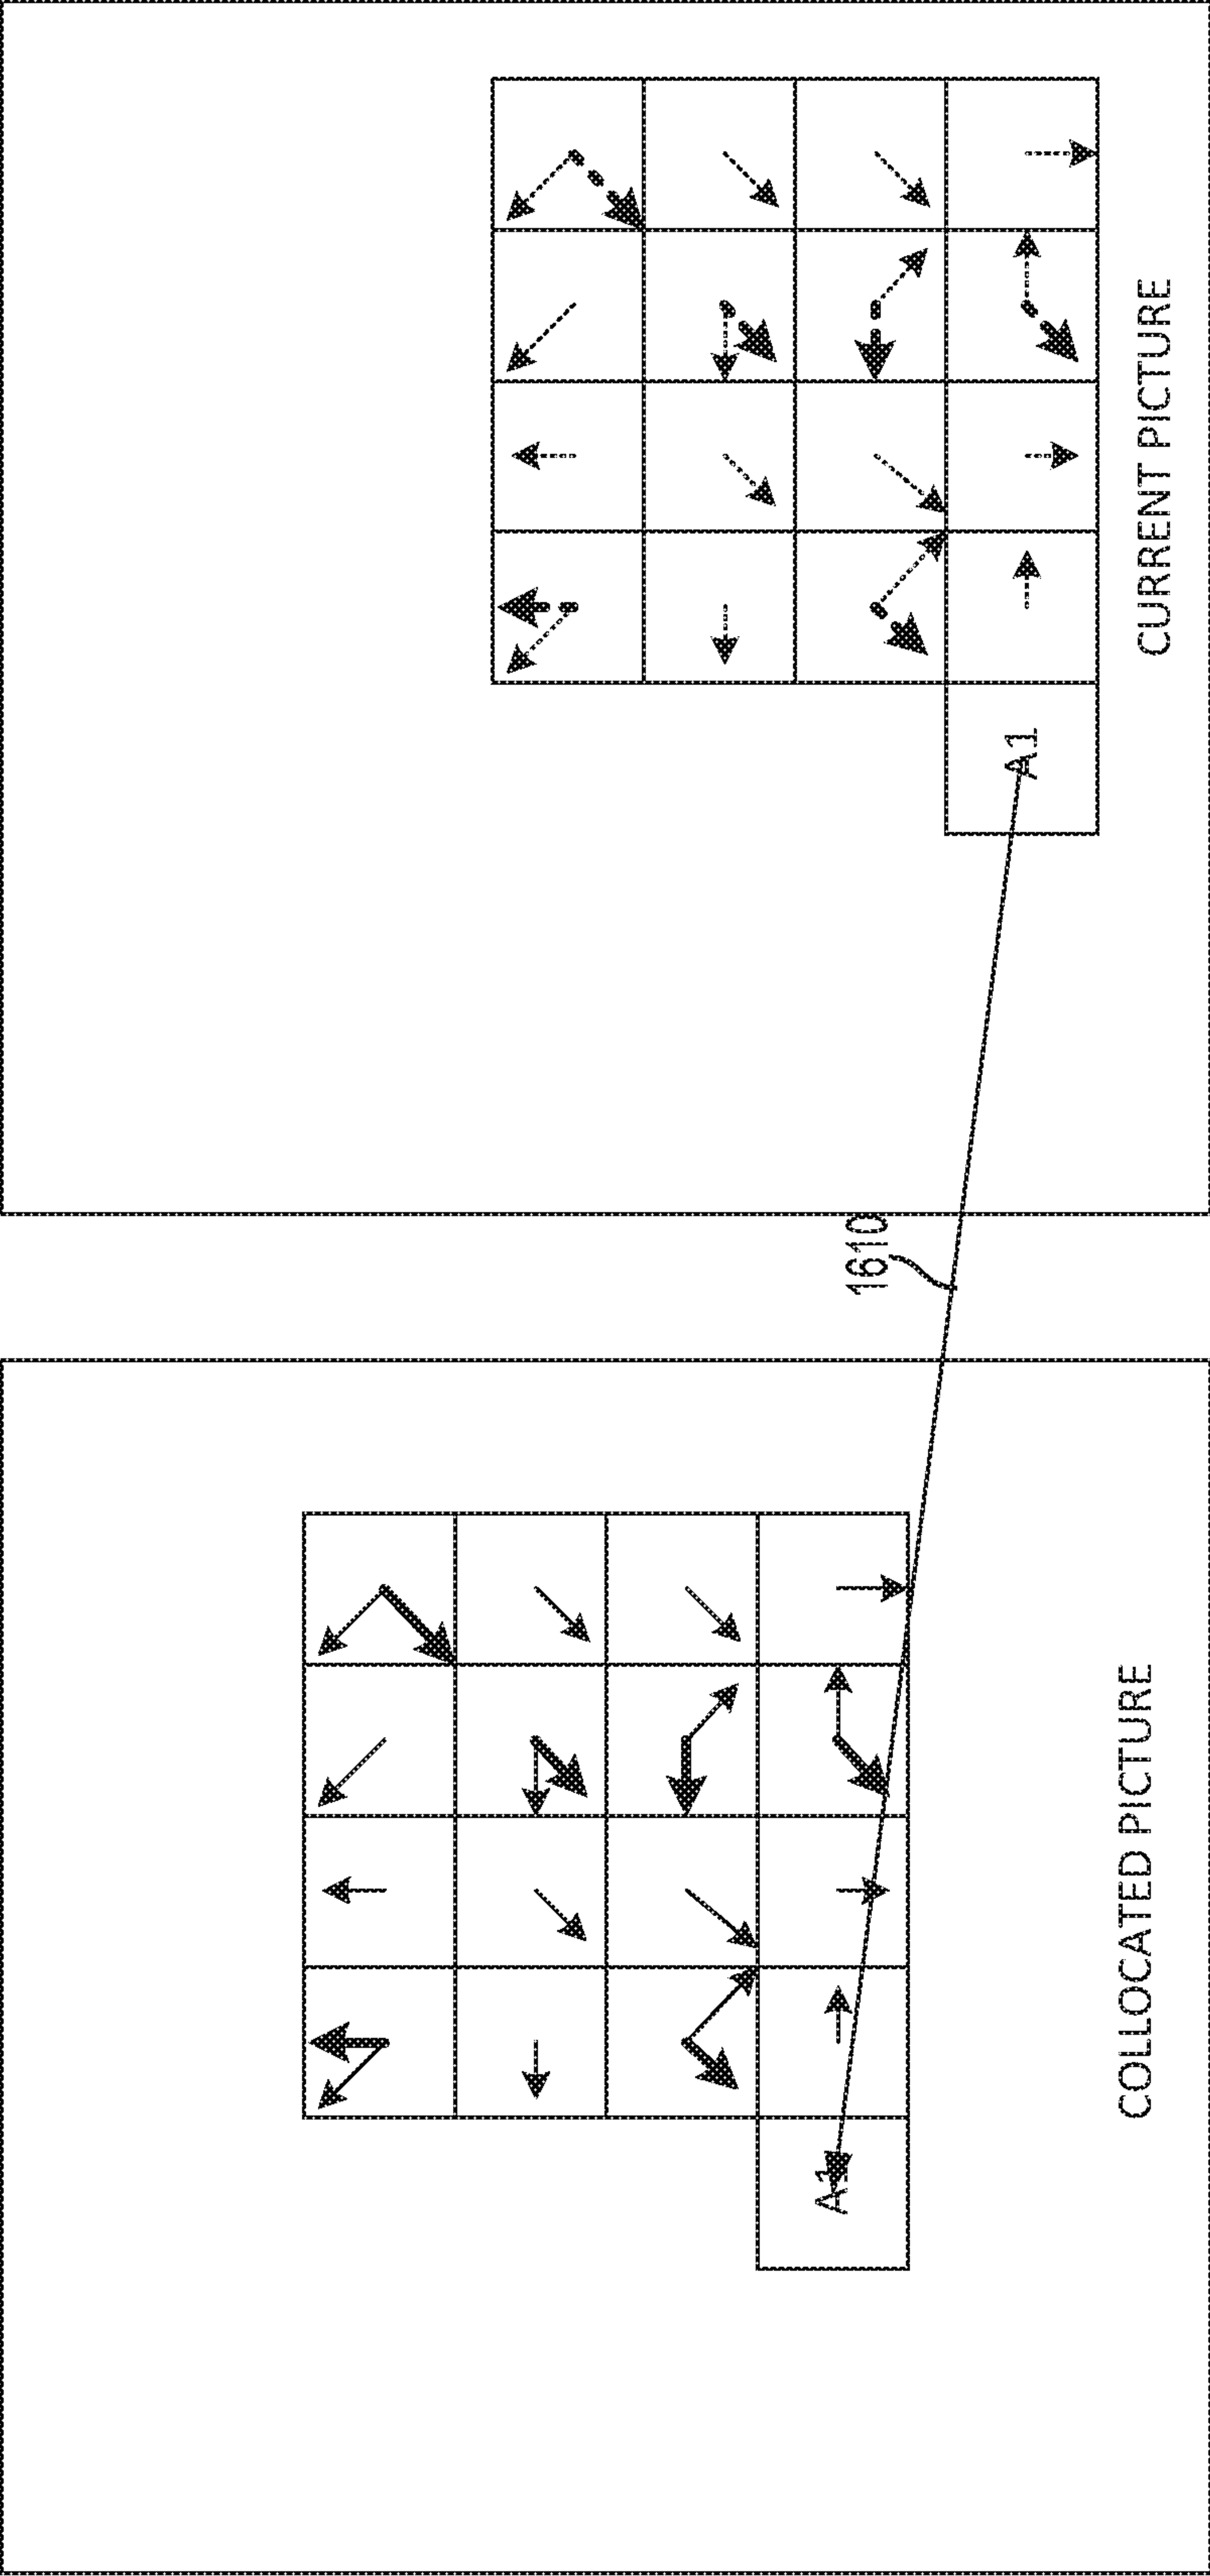 A1
COLLOCATED PICTURE
1610
A1
CURRENT PICTURE